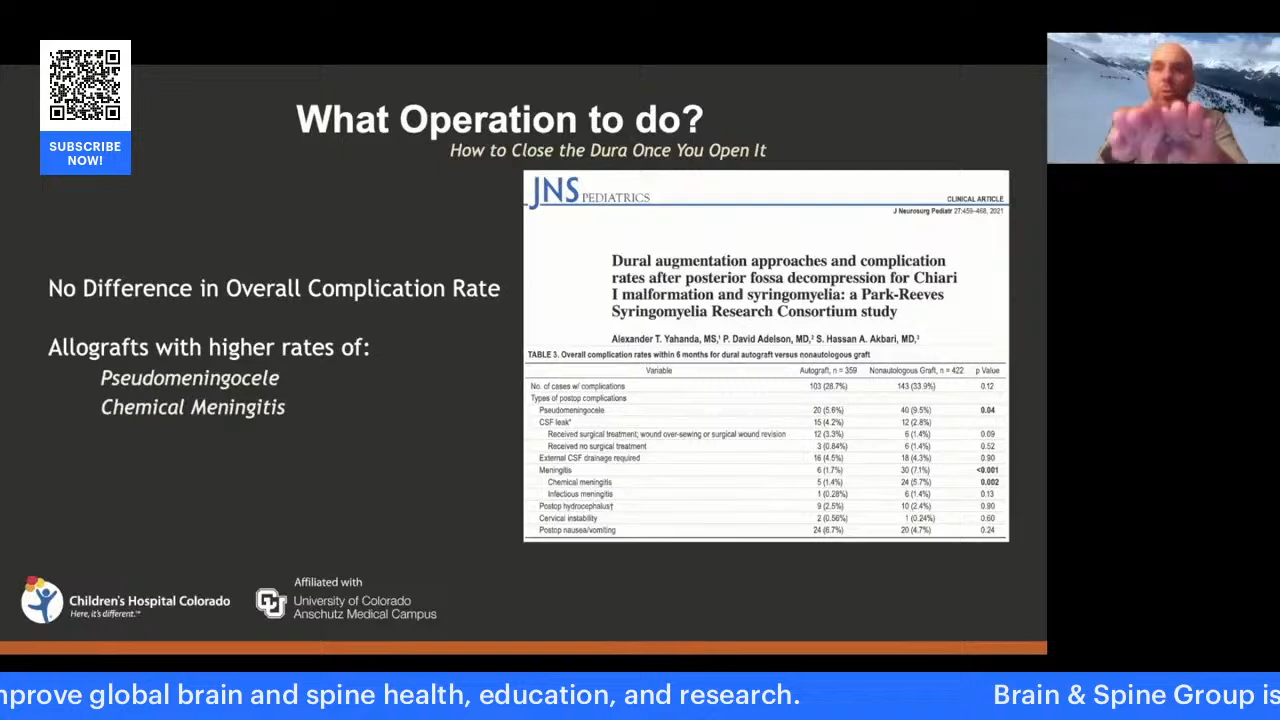 SUBSCRIBE
NOW!
What Operation to do?
How to Close the Dura Once You Open It
No Difference in Overall Complication Rate
Allografts with higher rates of:
Pseudomeningocele
Chemical Meningitis
JNS PEDIATRICS
CLINICAL ARTICLE
J Neurosurg Pediatr 27:459–468, 2021
Dural augmentation approaches and complication
rates after posterior fossa decompression for Chiari
I malformation and syringomyelia: a Park-Reeves
Syringomyelia Research Consortium study
Alexander T. Yahanda, MS,¹ P. David Adelson, MD,² S. Hassan A. Akbari, MD,³
TABLE 3. Overall complication rates within 6 months for dural autograft versus nonautologous graft
Variable Autograft, n = 359 Nonautologous Graft, n = 422 p Value
No. of cases w/ complications 103 (28.7%) 143 (33.9%) 0.12
Types of postop complications
Pseudomeningocele 20 (5.6%) 40 (9.5%) 0.04
CSF leak* 15 (4.2%) 12 (2.8%)
Received surgical treatment; wound over-sewing or surgical wound revision 12 (3.3%) 6 (1.4%) 0.09
Received no surgical treatment 3 (0.84%) 6 (1.4%) 0.52
External CSF drainage required 16 (4.5%) 18 (4.3%) 0.90
Meningitis 6 (1.7%) 30 (7.1%) <0.001
Chemical meningitis 5 (1.4%) 24 (5.7%) 0.002
Infectious meningitis 1 (0.28%) 6 (1.4%) 0.13
Postop hydrocephalus† 9 (2.5%) 10 (2.4%) 0.90
Cervical instability 2 (0.56%) 1 (0.24%) 0.60
Postop nausea/vomiting 24 (6.7%) 20 (4.7%) 0.24
Children's Hospital Colorado
Here, it's different.™
Affiliated with
CU
University of Colorado
Anschutz Medical Campus
mprove global brain and spine health, education, and research. Brain & Spine Group is